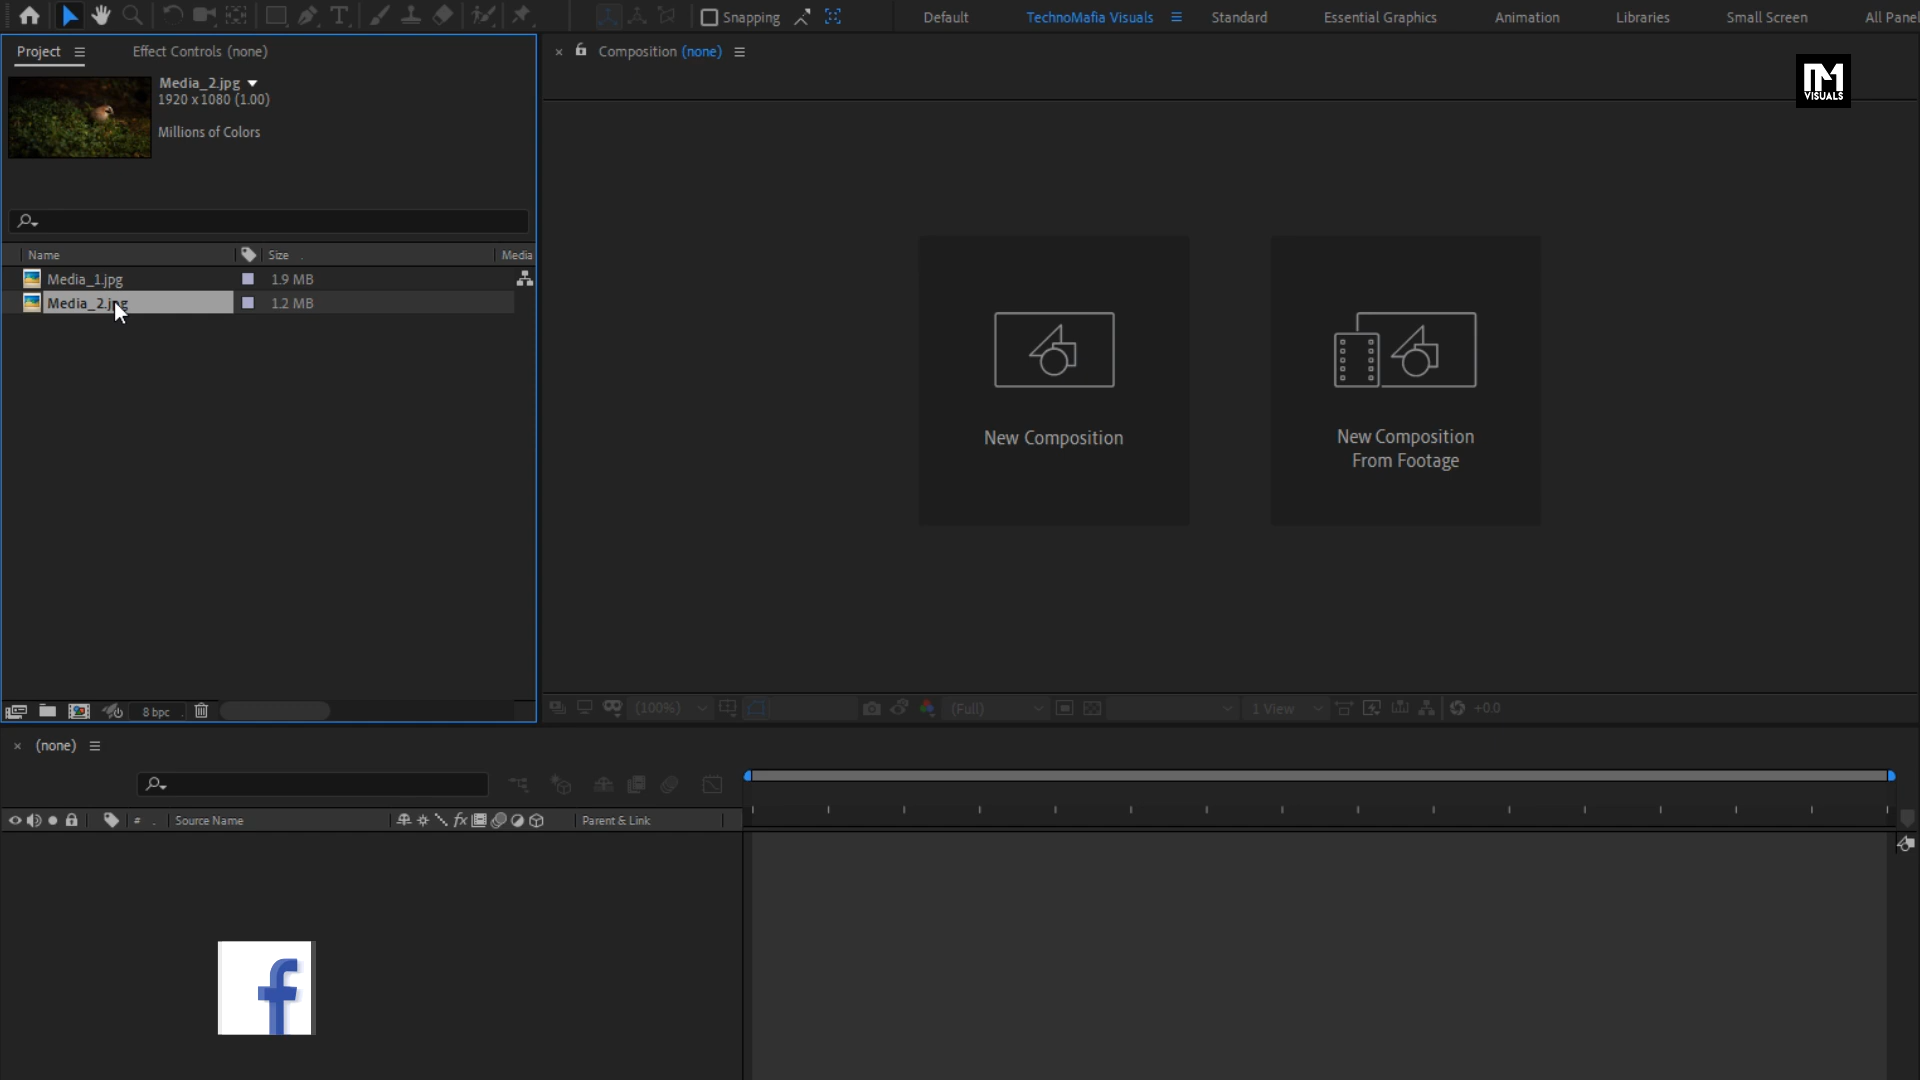 Snapping
Default
TechnoMafia Visuals
Standard
Essential Graphics
Animation
Libraries
Small Screen
All Panel
Project
Effect Controls (none)
Composition (none)
VISUALS
Media_2.jpg
1920 x 1080 (1.00)
Millions of Colors
Name
Size
Media
Media_1.jpg
1.9 MB
Media_2.jpg
1.2 MB
New Composition
New Composition
From Footage
8 bpc
(100%)
(Full)
1 View
+0.0
(none)
#
Source Name
fx
Parent & Link
f